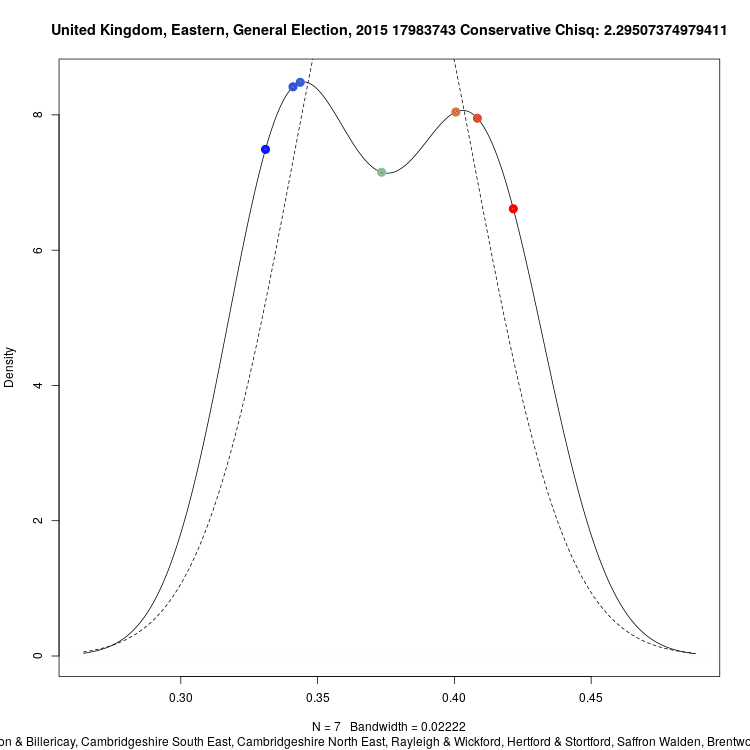 United Kingdom, Eastern, General Election, 2015 17983743 Conservative Chisq: 2.29507374979411
Density
8
6
4
2
0
0.30 0.35 0.40 0.45
N = 7 Bandwidth = 0.02222
on & Billericay, Cambridgeshire South East, Cambridgeshire North East, Rayleigh & Wickford, Hertford & Stortford, Saffron Walden, Brentwo